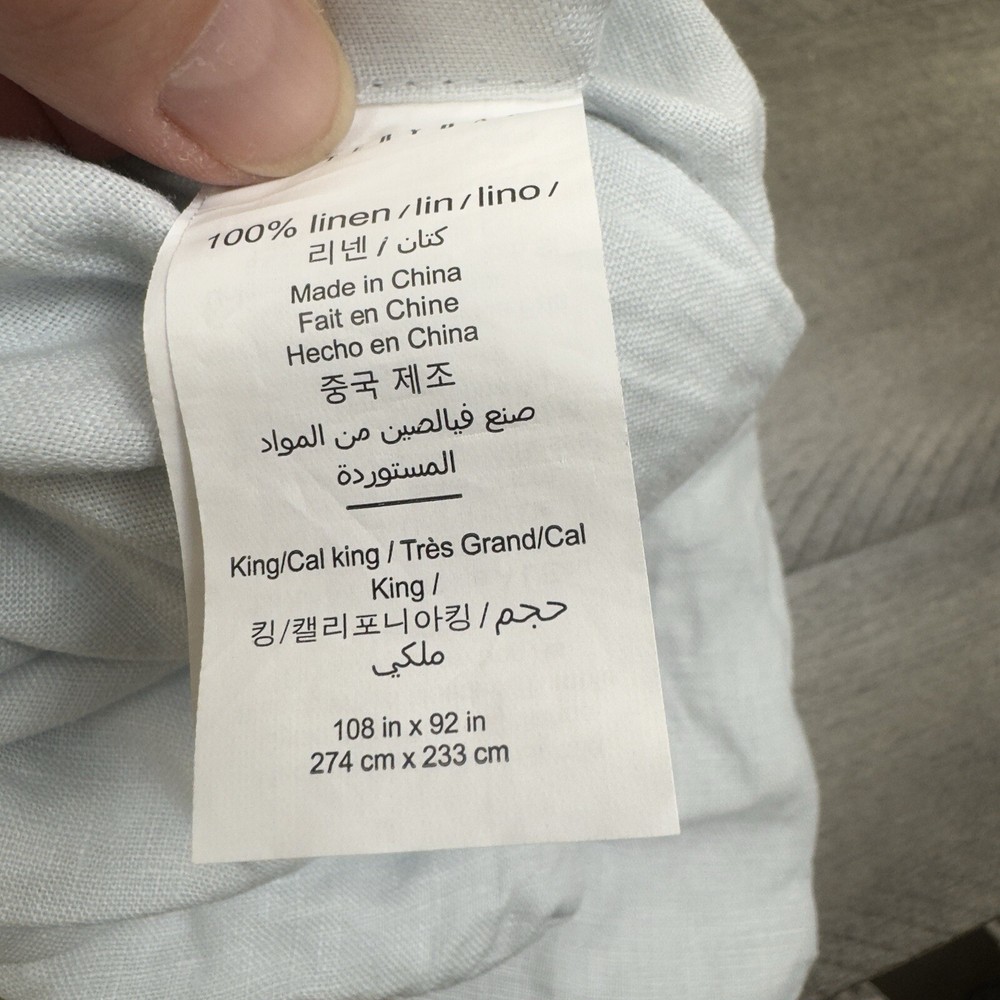 100% linen / lin / lino /
리넨 / كتان
Made in China
Fait en Chine
Hecho en China
중국 제조
صنع فيالصين من المواد
المستوردة
King/Cal king / Très Grand/Cal
King /
킹/캘리포니아킹 / حجم
ملكي
108 in x 92 in
274 cm x 233 cm